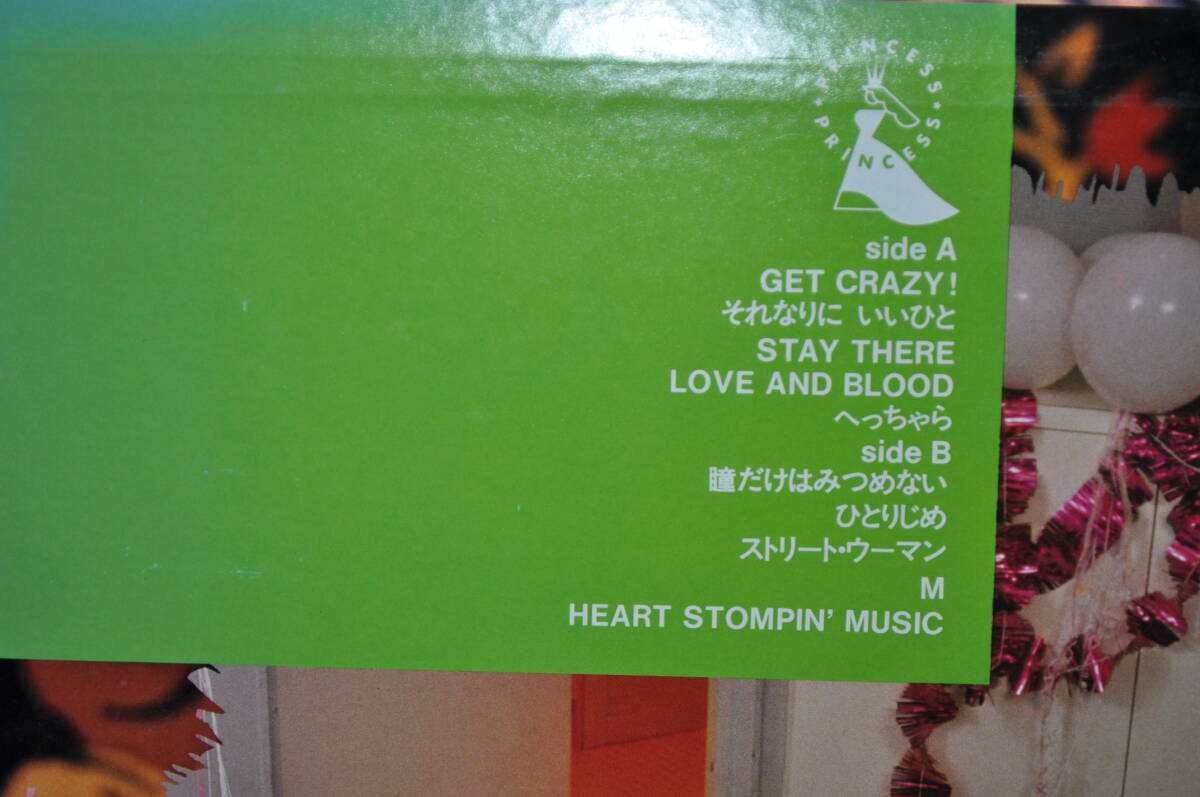 PRINCESS PRINCESS
side A
GET CRAZY!
それなりに いいひと
STAY THERE
LOVE AND BLOOD
へっちゃら
side B
瞳だけはみつめない
ひとりじめ
ストリート・ウーマン
M
HEART STOMPIN' MUSIC